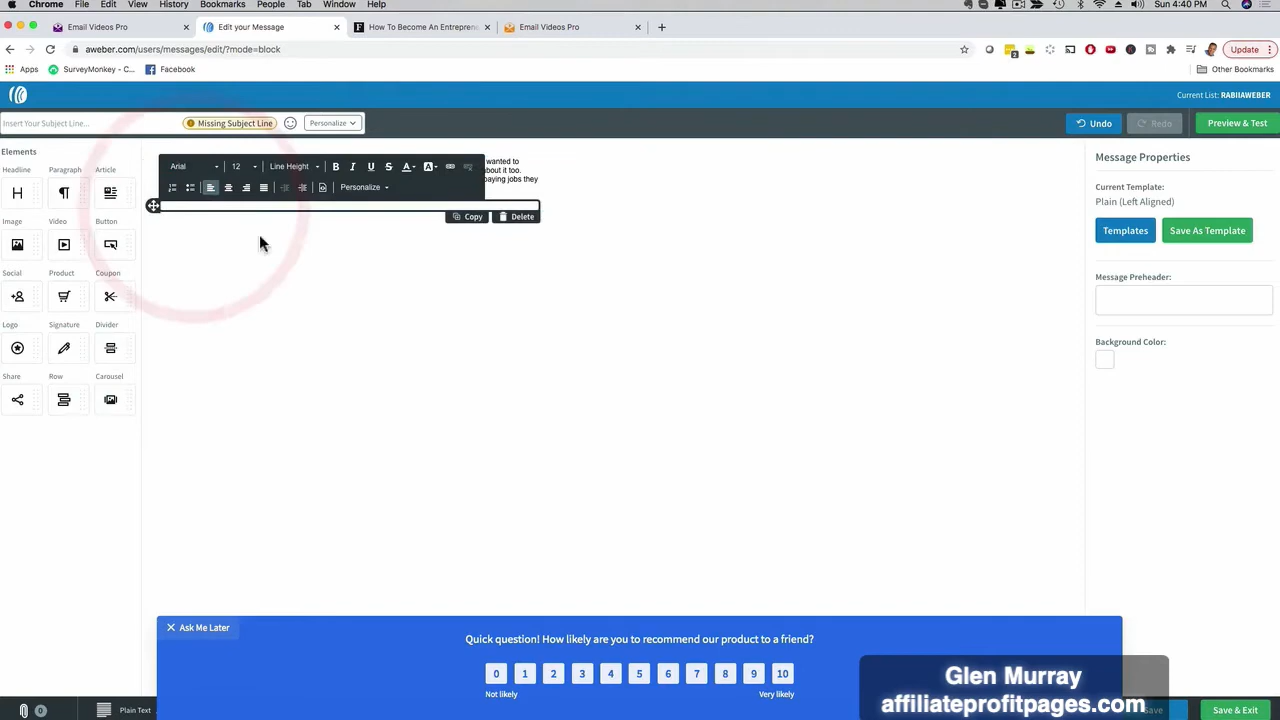 Chrome File Edit View History Bookmarks People Tab Window Help Sun 4:40 PM
Email Videos Pro Edit your Message How To Become An Entreprene Email Videos Pro
aweber.com/users/messages/edit/?mode=block Update
Apps SurveyMonkey - C... Facebook Other Bookmarks
Current List: RABIIAWEBER
Insert Your Subject Line... Missing Subject Line Personalize Undo Redo Preview & Test
Elements
Headline Paragraph Article
Image Video Button
Social Product Coupon
Logo Signature Divider
Share Row Carousel
Arial 12 Line Height B I U S A A
Personalize
wanted to
about it too.
paying jobs they
Copy Delete
Message Properties
Current Template:
Plain (Left Aligned)
Templates Save As Template
Message Preheader:
Background Color:
Ask Me Later
Quick question! How likely are you to recommend our product to a friend?
0 1 2 3 4 5 6 7 8 9 10
Not likely Very likely
Glen Murray
affiliateprofitpages.com
0 Plain Text Save Save & Exit